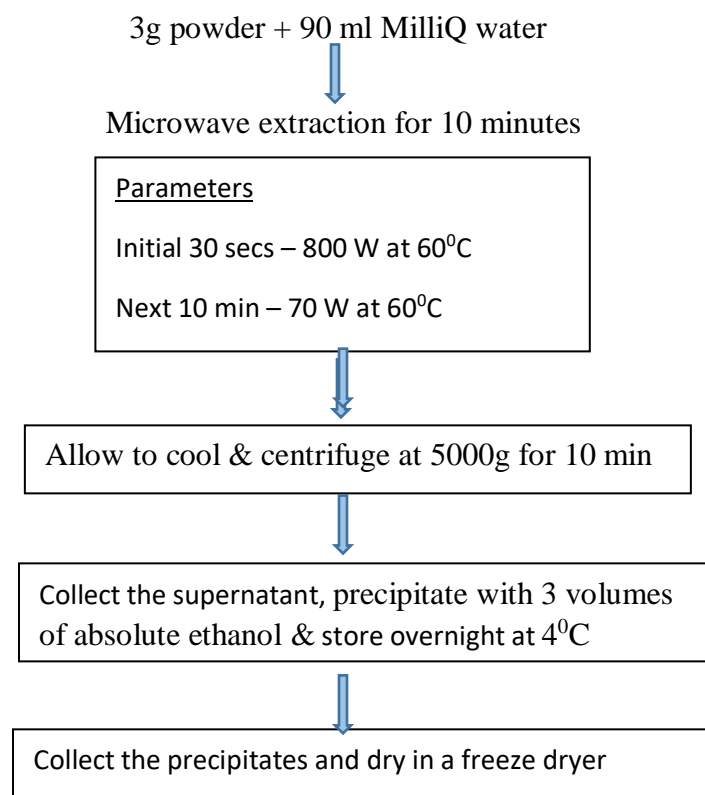 3g powder + 90 ml MilliQ water
Microwave extraction for 10 minutes
Parameters
Initial 30 secs – 800 W at 60⁰C
Next 10 min – 70 W at 60⁰C
Allow to cool & centrifuge at 5000g for 10 min
Collect the supernatant, precipitate with 3 volumes
of absolute ethanol & store overnight at 4⁰C
Collect the precipitates and dry in a freeze dryer